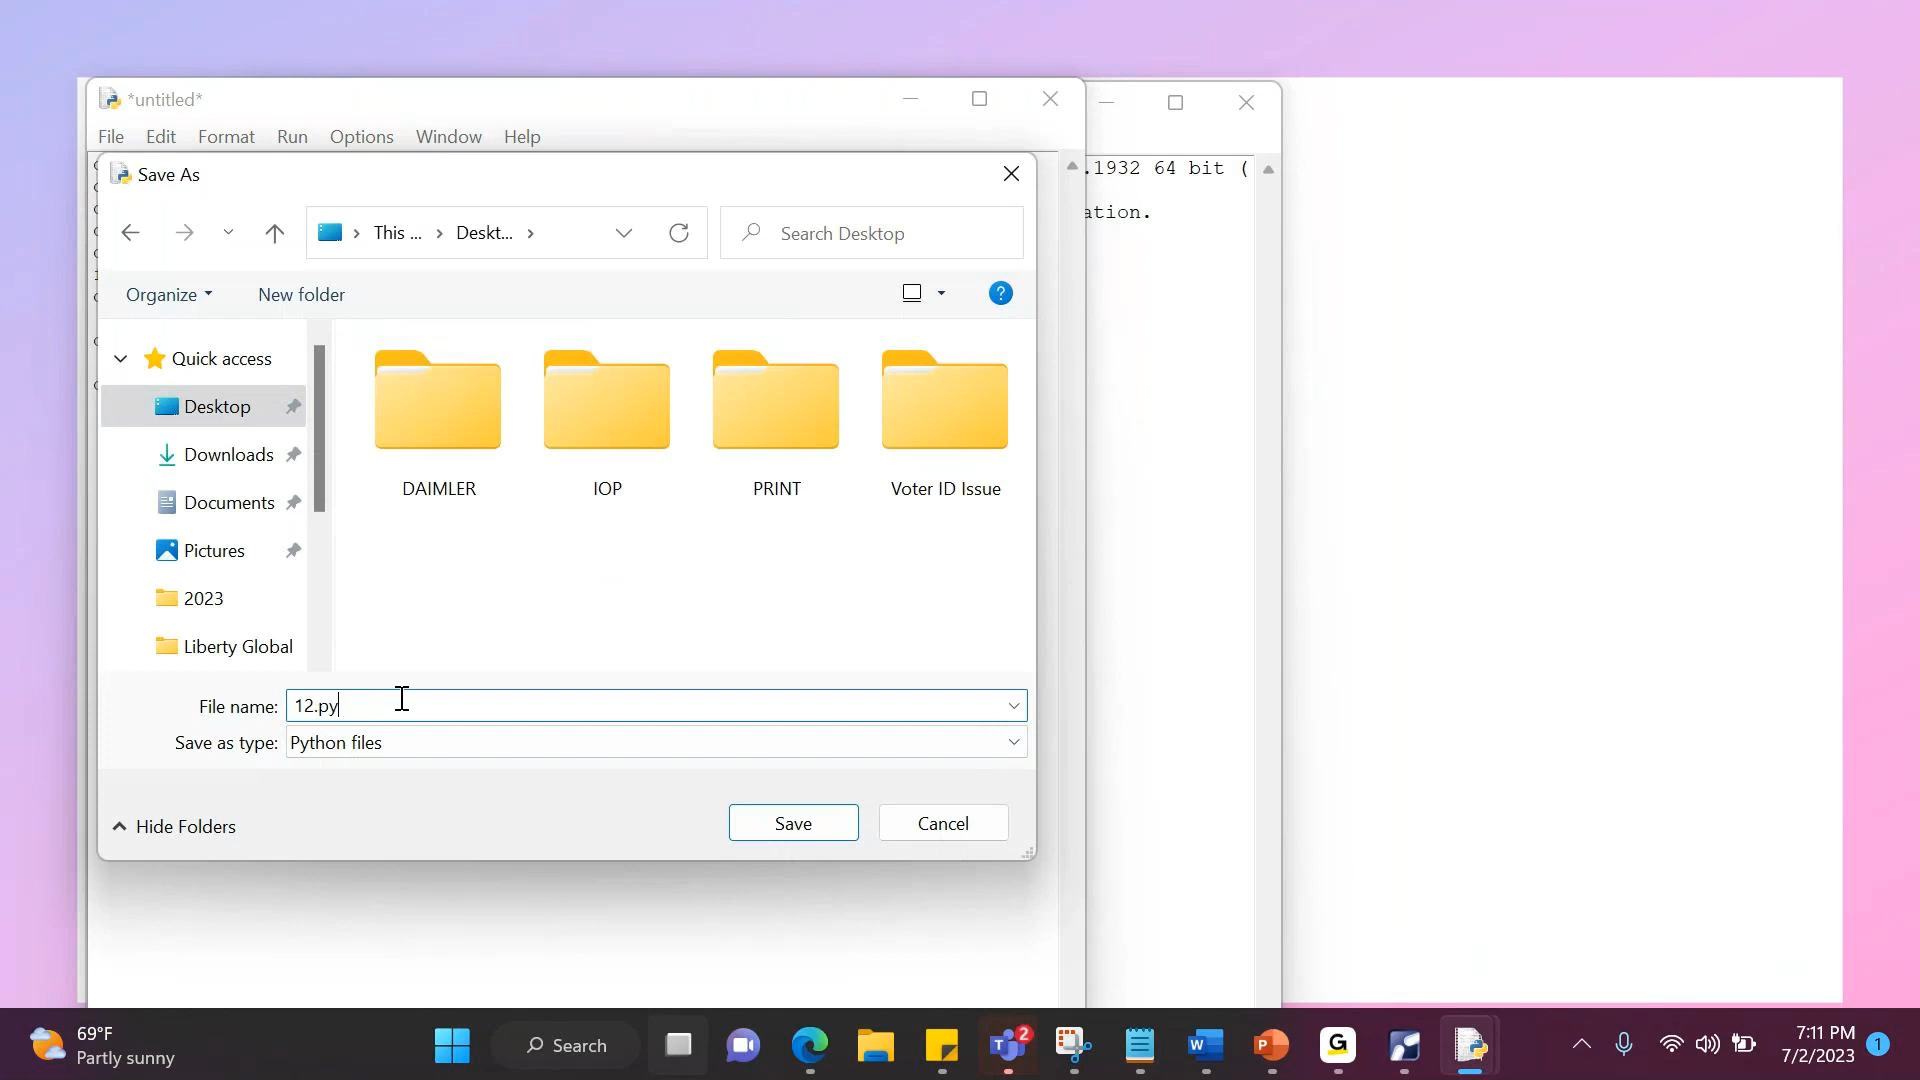 *untitled*
File Edit Format Run Options Window Help
Save As
.1932 64 bit (
ation.
This ... Deskt...
Search Desktop
Organize New folder
Quick access
Desktop
Downloads
Documents
Pictures
2023
Liberty Global
DAIMLER IOP PRINT Voter ID Issue
File name: 12.py
Save as type: Python files
Hide Folders Save Cancel
69°F
Partly sunny
Search
2
7:11 PM
7/2/2023
1